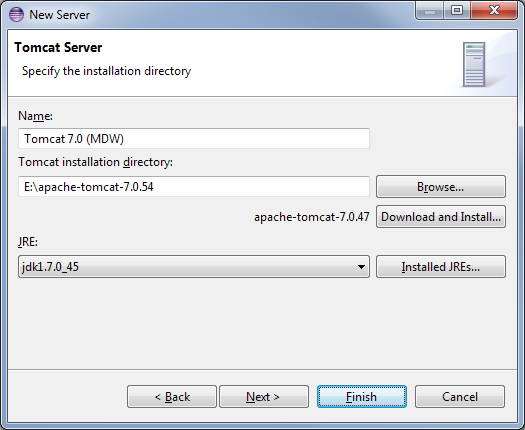 New Server
Tomcat Server
Specify the installation directory
Name:
Tomcat 7.0 (MDW)
Tomcat installation directory:
E:\apache-tomcat-7.0.54
Browse...
apache-tomcat-7.0.47
Download and Install...
JRE:
jdk1.7.0_45
Installed JREs...
< Back
Next >
Finish
Cancel